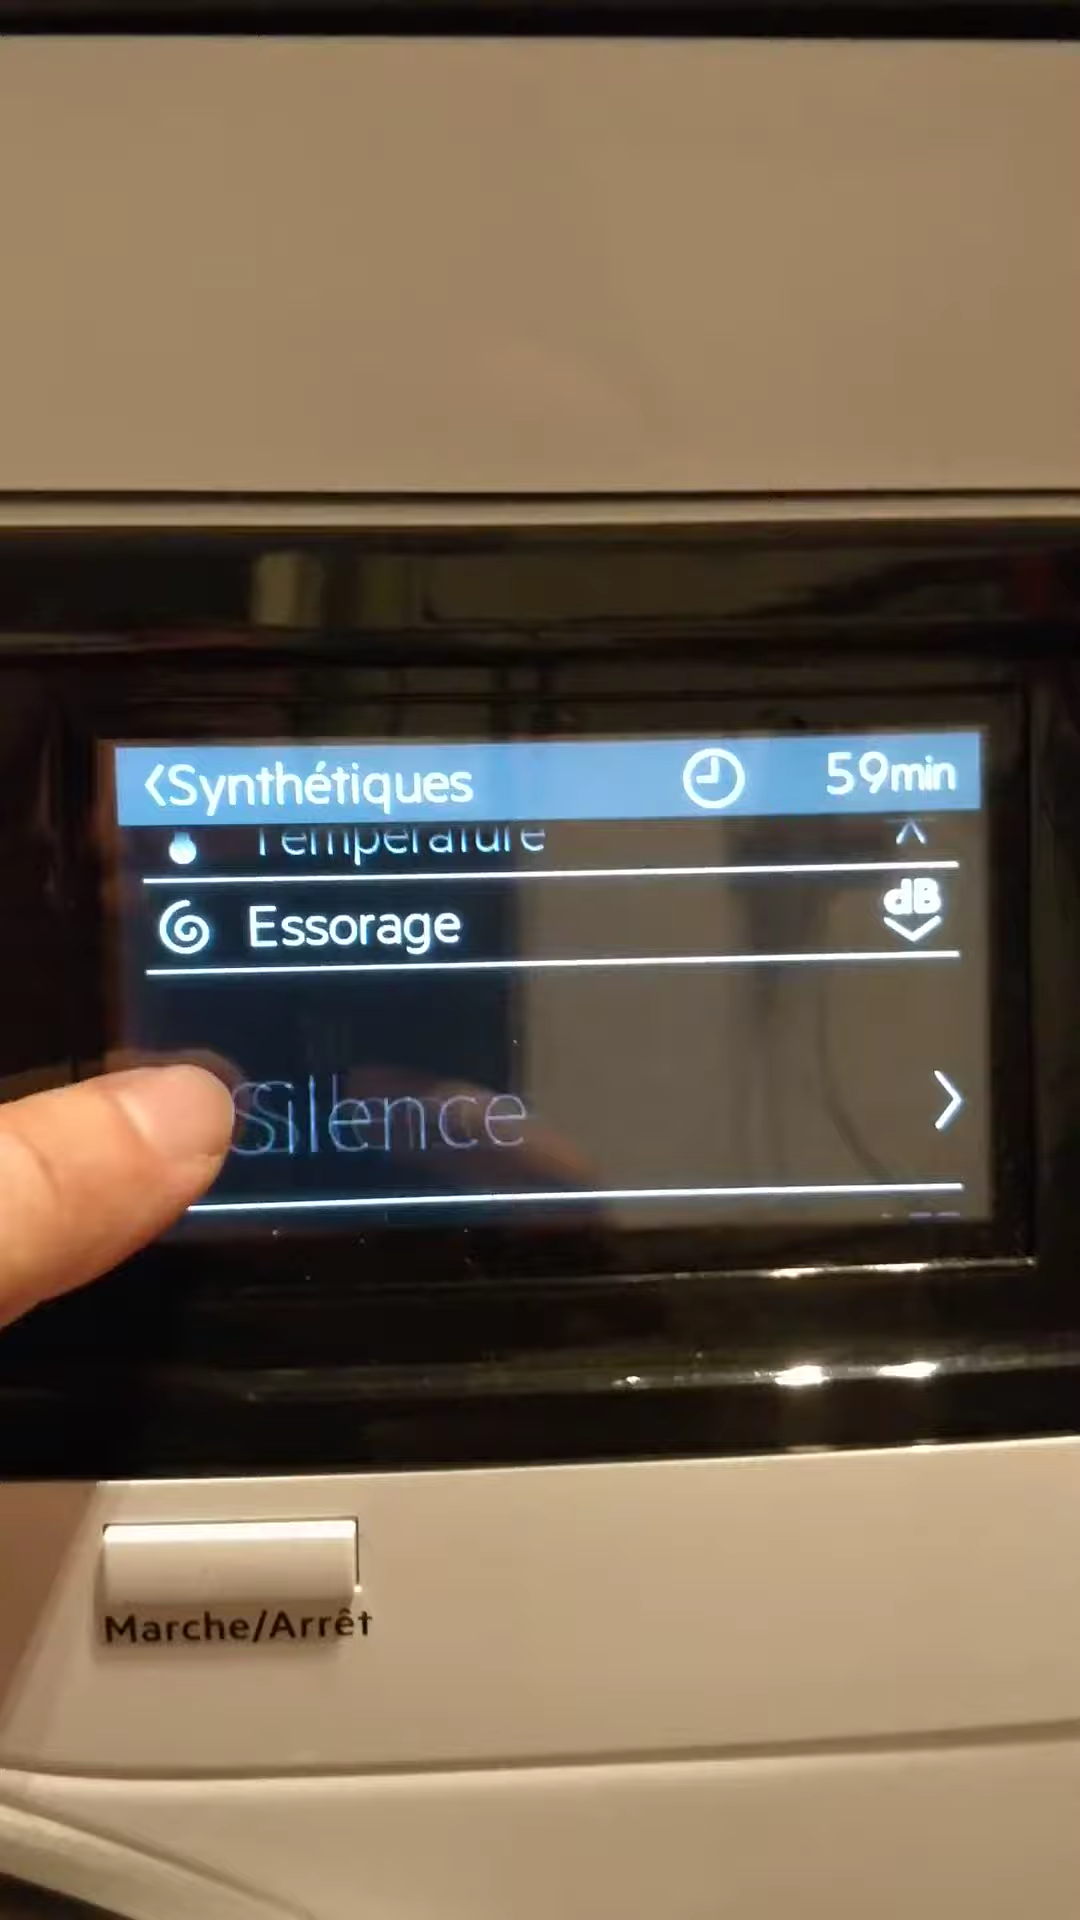 Synthétiques 59min
Température
Essorage dB
Silence
Marche/Arrêt